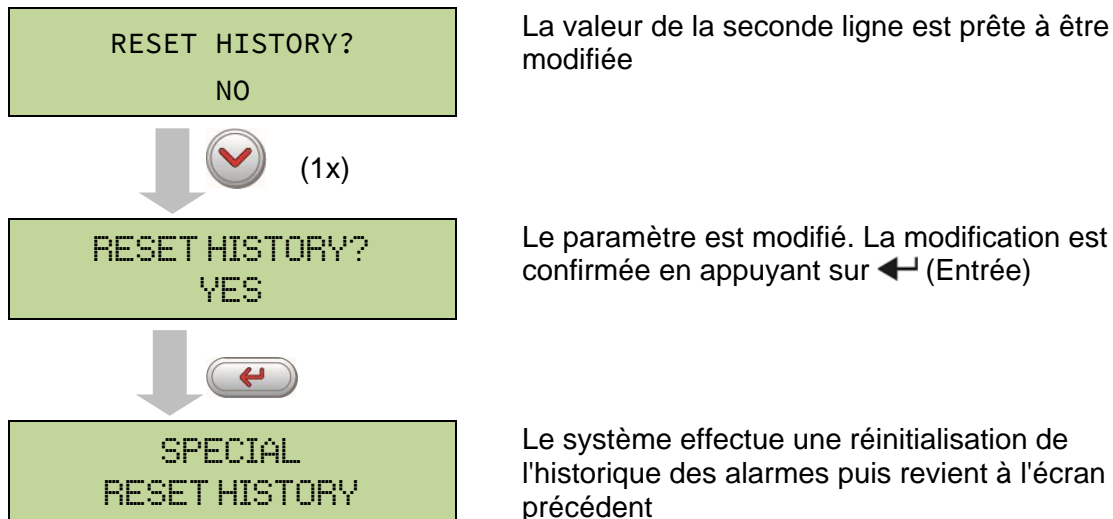 RESET HISTORY?
NO
La valeur de la seconde ligne est prête à être
modifiée
(1x)
RESET HISTORY?
YES
Le paramètre est modifié. La modification est
confirmée en appuyant sur (Entrée)
SPECIAL
RESET HISTORY
Le système effectue une réinitialisation de
l'historique des alarmes puis revient à l'écran
précédent